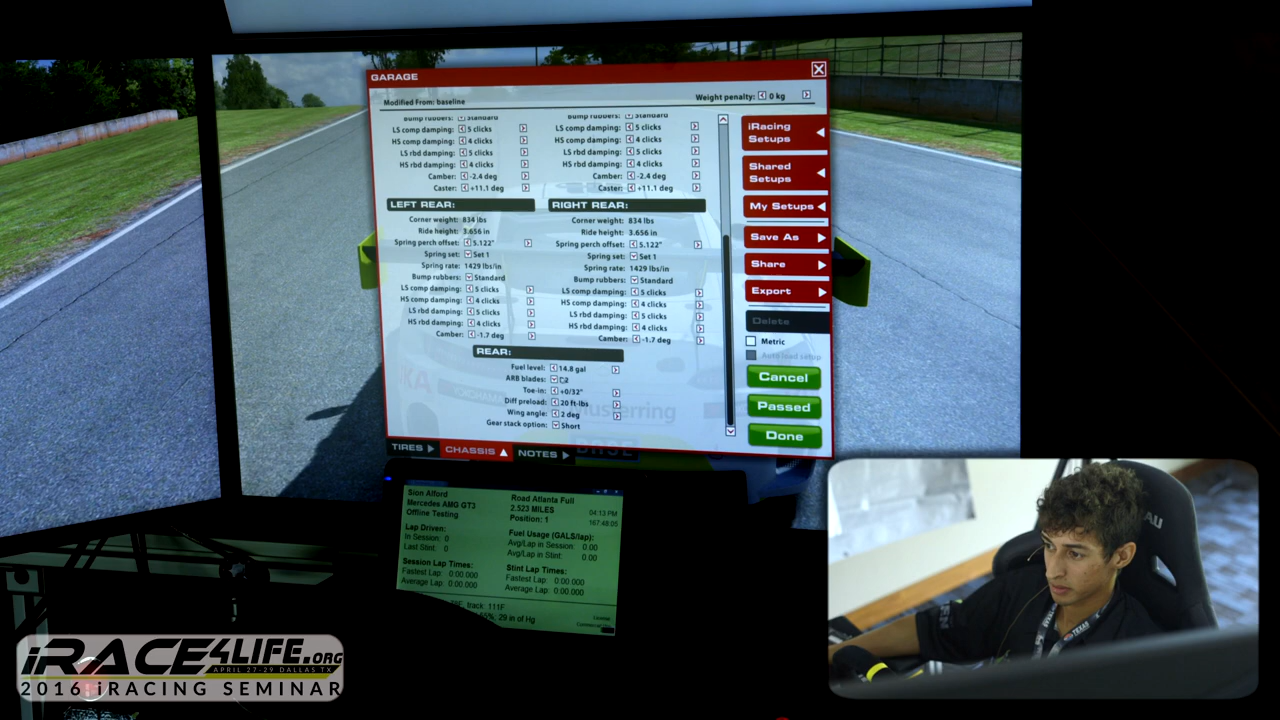 GARAGE
Modified From: baseline
Weight penalty: 0 kg
Bump rubbers: Standard
LS comp damping: 5 clicks
HS comp damping: 4 clicks
LS rbd damping: 5 clicks
HS rbd damping: 4 clicks
Camber: -2.4 deg
Caster: +11.1 deg
Bump rubbers: Standard
LS comp damping: 5 clicks
HS comp damping: 4 clicks
LS rbd damping: 5 clicks
HS rbd damping: 4 clicks
Camber: -2.4 deg
Caster: +11.1 deg
LEFT REAR:
Corner weight: 834 lbs
Ride height: 3.656 in
Spring perch offset: 5.122"
Spring set: Set 1
Spring rate: 1429 lbs/in
Bump rubbers: Standard
LS comp damping: 5 clicks
HS comp damping: 4 clicks
LS rbd damping: 5 clicks
HS rbd damping: 4 clicks
Camber: -1.7 deg
RIGHT REAR:
Corner weight: 834 lbs
Ride height: 3.656 in
Spring perch offset: 5.122"
Spring set: Set 1
Spring rate: 1429 lbs/in
Bump rubbers: Standard
LS comp damping: 5 clicks
HS comp damping: 4 clicks
LS rbd damping: 5 clicks
HS rbd damping: 4 clicks
Camber: -1.7 deg
REAR:
Fuel level: 14.8 gal
ARB blades: 2
Toe-in: +0/32"
Diff preload: 20 ft-lbs
Wing angle: 2 deg
Gear stack option: Short
iRacing
Setups
Shared
Setups
My Setups
Save As
Share
Export
Delete
Metric
Auto load setup
Cancel
Passed
Done
TIRES
CHASSIS
NOTES
Sion Alford
Mercedes AMG GT3
Offline Testing
Lap Driven:
In Session: 0
Last Stint: 0
Session Lap Times:
Fastest Lap: 0:00.000
Average Lap: 0:00.000
Road Atlanta Full
2.523 MILES
04:13 PM
Position: 1
167:48:05
Fuel Usage (GALS/lap):
Avg/Lap in Session: 0.00
Avg/Lap in Stint: 0.00
Stint Lap Times:
Fastest Lap: 0:00.000
Average Lap: 0:00.000
track: 111F
29 in of Hg
iRACE4LIFE.ORG
APRIL 27-29 DALLAS TX
2016 iRACING SEMINAR
TEXAS